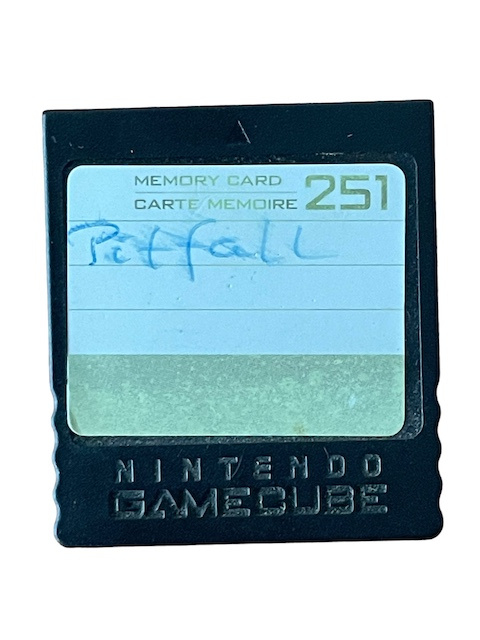 MEMORY CARD 251
CARTE MEMOIRE
Pitfall
NINTENDO
GAMECUBE